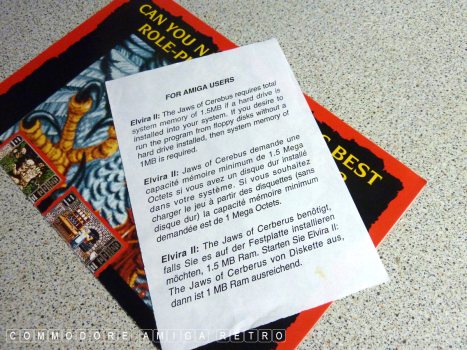 CAN YOU N
ROLE-P
S BEST
FOR AMIGA USERS
Elvira II: The Jaws of Cerebus requires total
system memory of 1.5MB if a hard drive is
installed into your system. If you desire to
run the program from floppy disks without a
hard drive installed, then system memory of
1MB is required.
Elvira II: Jaws of Cerebus demande une
capacité mémoire minimum de 1.5 Mega
Octets si vous avez un disque dur installé
dans votre système. Si vous souhaitez
charger le jeu à partir des disquettes (sans
disque dur) la capacité mémoire minimum
demandée est de 1 Mega Octets.
Elvira II: The Jaws of Cerberus benötigt,
falls Sie es auf der Festplatte installieren
möchten, 1.5 MB Ram. Starten Sie Elvira II:
The Jaws of Cerberus von Diskette aus,
dann ist 1 MB Ram ausreichend.
COMMODORE AMIGA RETRO